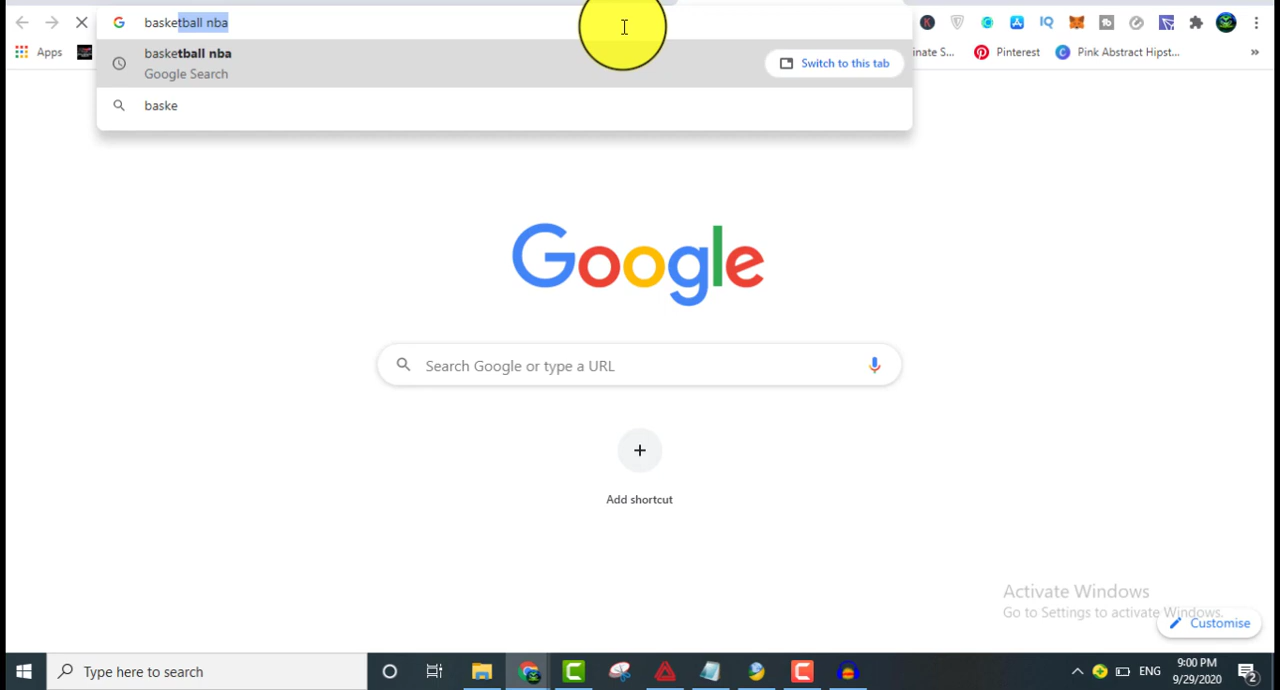 basketball nba
basketball nba
Google Search
Switch to this tab
baske
Apps
inate S...
Pinterest
Pink Abstract Hipst...
»
Google
Search Google or type a URL
Add shortcut
Activate Windows
Go to Settings to activate Windows.
Customise
Type here to search
ENG
9:00 PM
9/29/2020
2